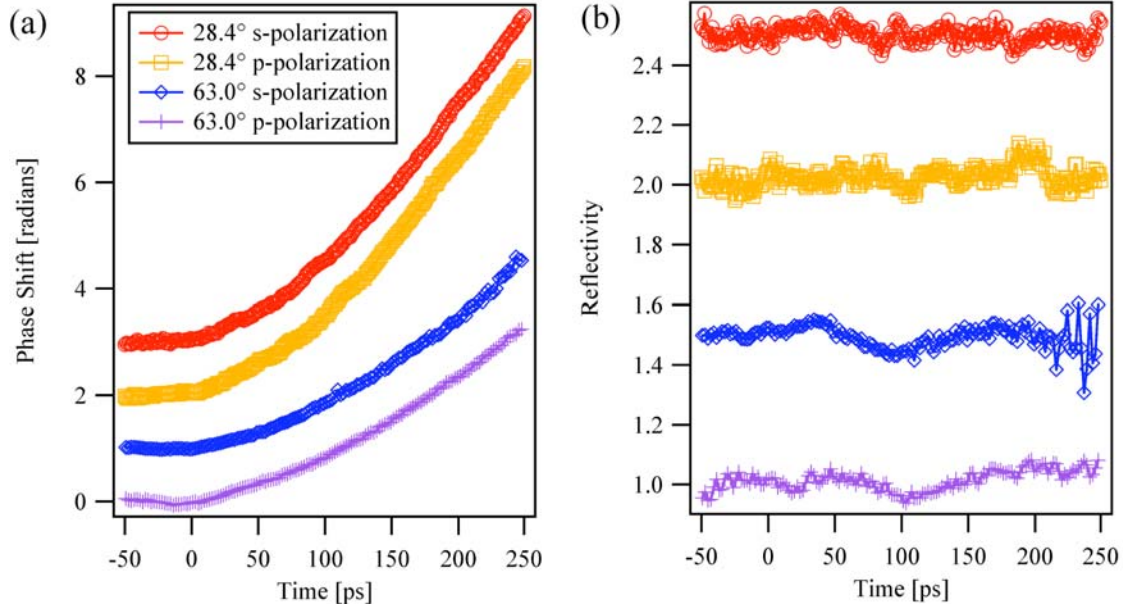 (a)
28.4° s-polarization
28.4° p-polarization
63.0° s-polarization
63.0° p-polarization
8
6
4
2
0
Phase Shift [radians]
-50 0 50 100 150 200 250
Time [ps]
(b)
2.4
2.2
2.0
1.8
1.6
1.4
1.2
1.0
Reflectivity
-50 0 50 100 150 200 250
Time [ps]